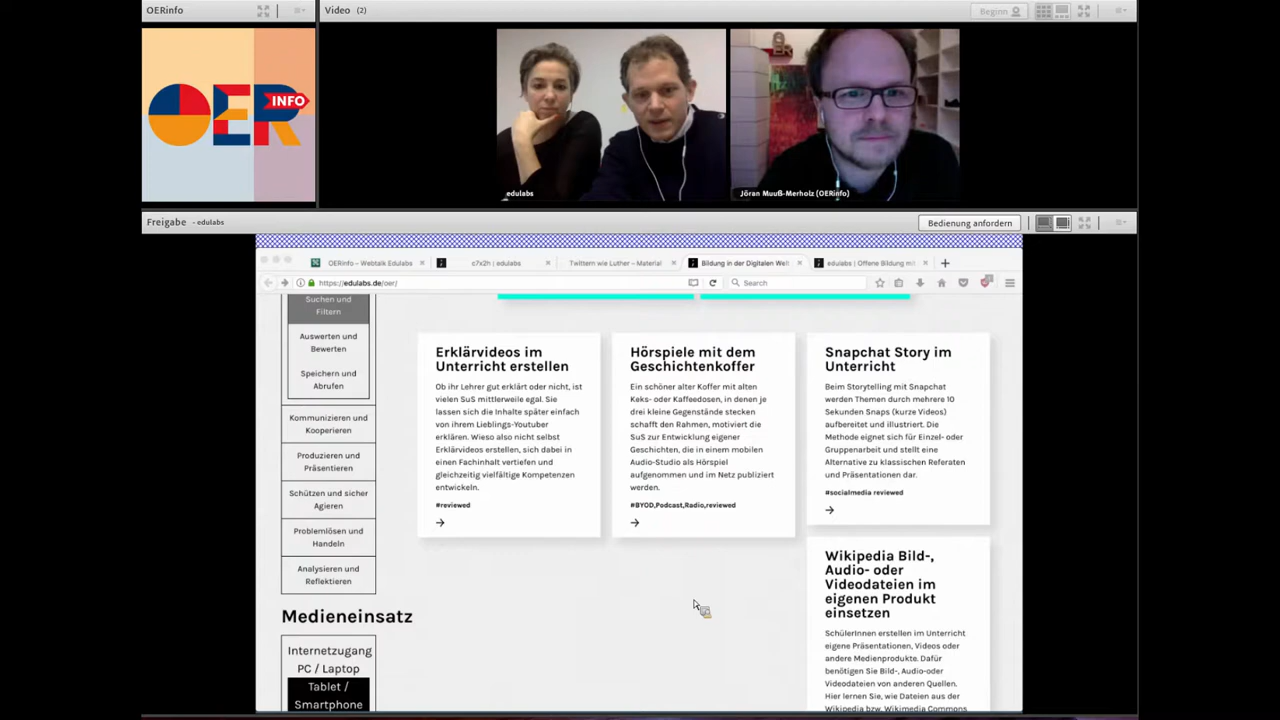 OERinfo
Video (2)
Beginn
OER INFO
edulabs
Jöran Muuß-Merholz (OERinfo)
Freigabe - edulabs
Bedienung anfordern
OERinfo – Webtalk Edulabs
c7x2h | edulabs
Twittern wie Luther – Material
Bildung in der Digitalen Welt
edulabs | Offene Bildung mit
https://edulabs.de/oer/
Search
Suchen und
Filtern
Auswerten und
Bewerten
Speichern und
Abrufen
Kommunizieren und
Kooperieren
Produzieren und
Präsentieren
Schützen und sicher
Agieren
Problemlösen und
Handeln
Analysieren und
Reflektieren
Medieneinsatz
Internetzugang
PC / Laptop
Tablet /
Smartphone
Erklärvideos im
Unterricht erstellen
Ob ihr Lehrer gut erklärt oder nicht, ist
vielen SuS mittlerweile egal. Sie
lassen sich die Inhalte später einfach
von ihrem Lieblings-Youtuber
erklären. Wieso also nicht selbst
Erklärvideos erstellen, sich dabei in
einen Fachinhalt vertiefen und
gleichzeitig vielfältige Kompetenzen
entwickeln.
#reviewed
Hörspiele mit dem
Geschichtenkoffer
Ein schöner alter Koffer mit alten
Keks- oder Kaffeedosen, in denen je
drei kleine Gegenstände stecken
schafft den Rahmen, motiviert die
SuS zur Entwicklung eigener
Geschichten, die in einem mobilen
Audio-Studio als Hörspiel
aufgenommen und im Netz publiziert
werden.
#BYOD,Podcast,Radio,reviewed
Snapchat Story im
Unterricht
Beim Storytelling mit Snapchat
werden Themen durch mehrere 10
Sekunden Snaps (kurze Videos)
aufbereitet und illustriert. Die
Methode eignet sich für Einzel- oder
Gruppenarbeit und stellt eine
Alternative zu klassischen Referaten
und Präsentationen dar.
#socialmedia reviewed
Wikipedia Bild-,
Audio- oder
Videodateien im
eigenen Produkt
einsetzen
SchülerInnen erstellen im Unterricht
eigene Präsentationen, Videos oder
andere Medienprodukte. Dafür
benötigen Sie Bild-, Audio-oder
Videodateien von anderen Quellen.
Hier lernen Sie, wie Dateien aus der
Wikipedia bzw. Wikimedia Commons